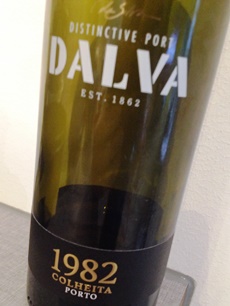 DISTINCTIVE PORT
DALVA
EST. 1862
1982
COLHEITA
PORTO